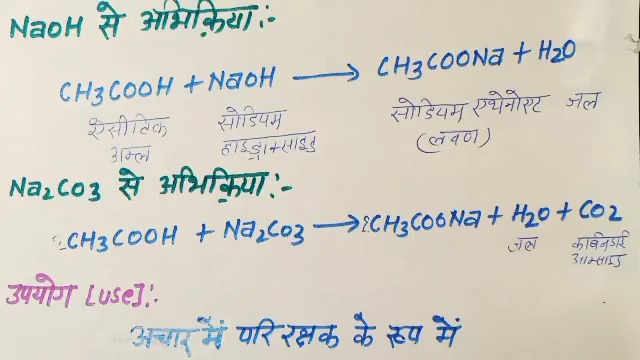 NaOH से अभिक्रिया:-
CH3COOH + NaOH ⟶ CH3COONa + H2O
ऐसीटिक सोडियम सोडियम एथेनोएट जल
अम्ल हाइड्रोक्साइड (लवण)
Na2CO3 से अभिक्रिया:-
2CH3COOH + Na2CO3 ⟶ 2CH3COONa + H2O + CO2
जल कार्बनडाई
आक्साइड
उपयोग [use]:-
अचार में परिरक्षक के रूप में